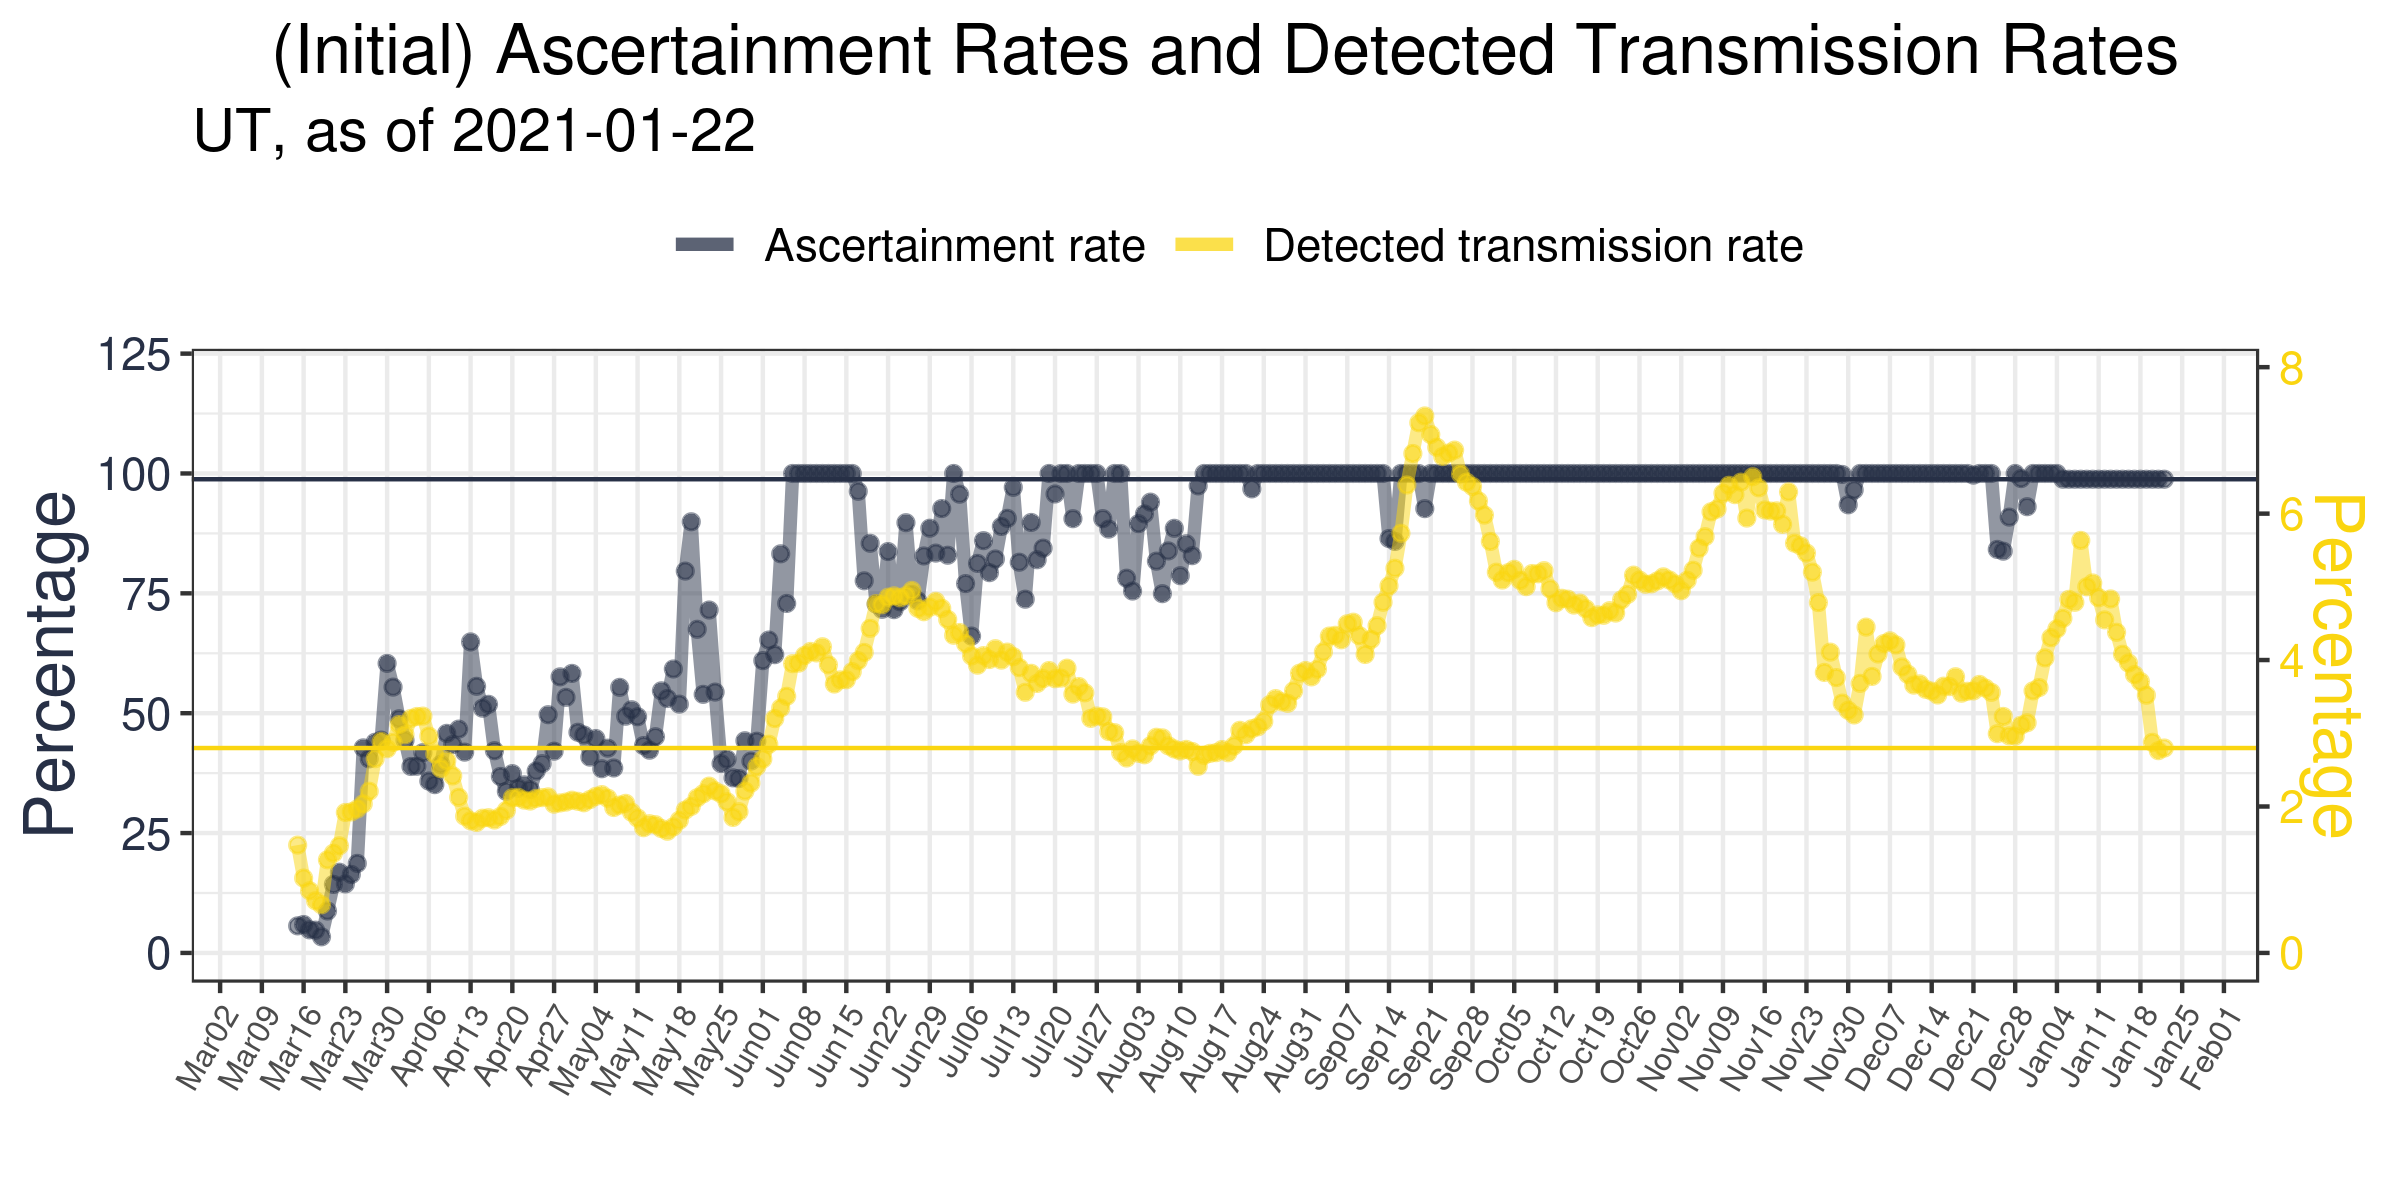 (Initial) Ascertainment Rates and Detected Transmission Rates
UT, as of 2021-01-22
Ascertainment rate
Detected transmission rate
Percentage
125
100
75
50
25
0
8
6
4
2
0
Percentage
Mar02
Mar09
Mar16
Mar23
Mar30
Apr06
Apr13
Apr20
Apr27
May04
May11
May18
May25
Jun01
Jun08
Jun15
Jun22
Jun29
Jul06
Jul13
Jul20
Jul27
Aug03
Aug10
Aug17
Aug24
Aug31
Sep07
Sep14
Sep21
Sep28
Oct05
Oct12
Oct19
Oct26
Nov02
Nov09
Nov16
Nov23
Nov30
Dec07
Dec14
Dec21
Dec28
Jan04
Jan11
Jan18
Jan25
Feb01